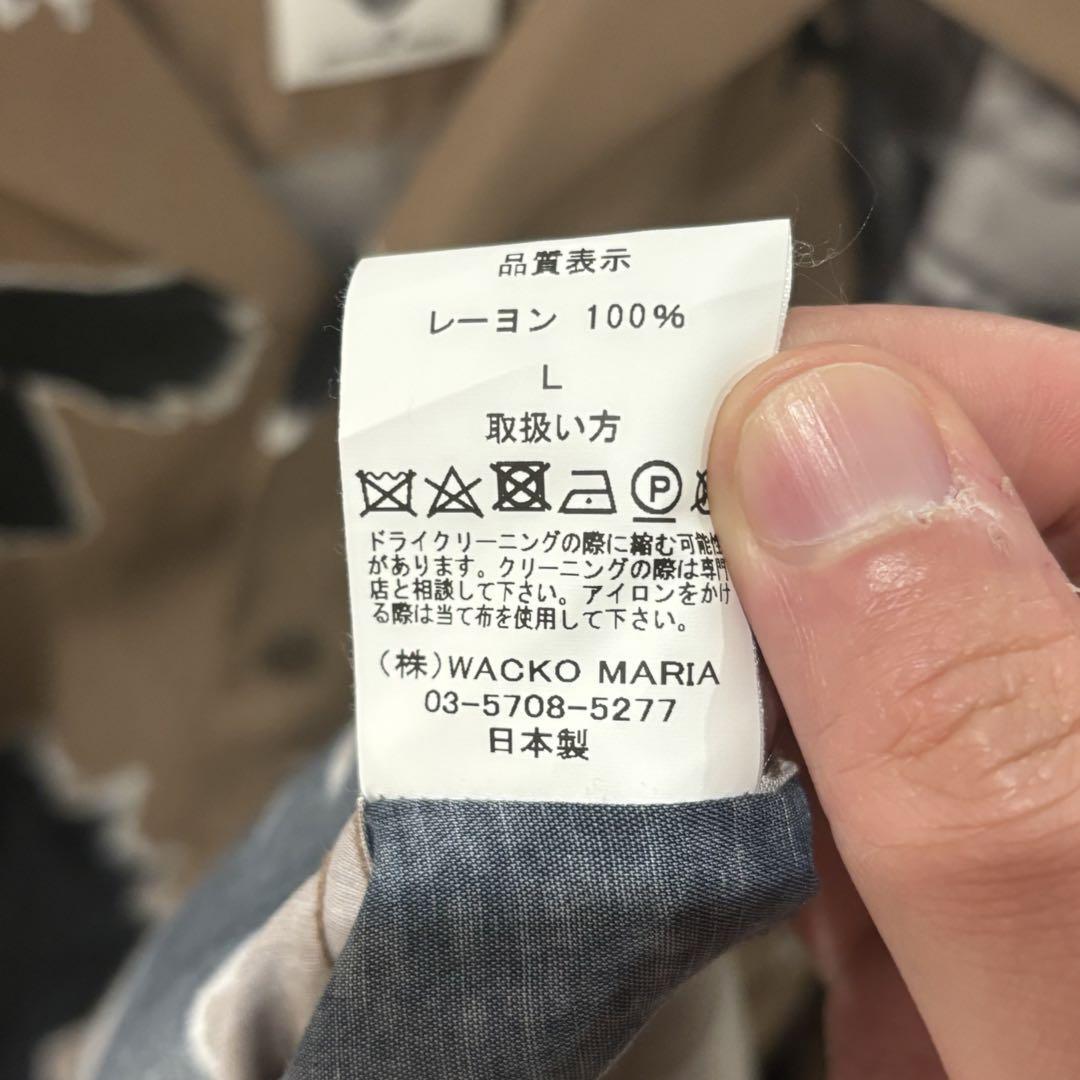 品質表示
レーヨン 100%
L
取扱い方
P
ドライクリーニングの際に縮む可能性
があります。クリーニングの際は専門
店と相談して下さい。アイロンをかけ
る際は当て布を使用して下さい。
(株)WACKO MARIA
03-5708-5277
日本製